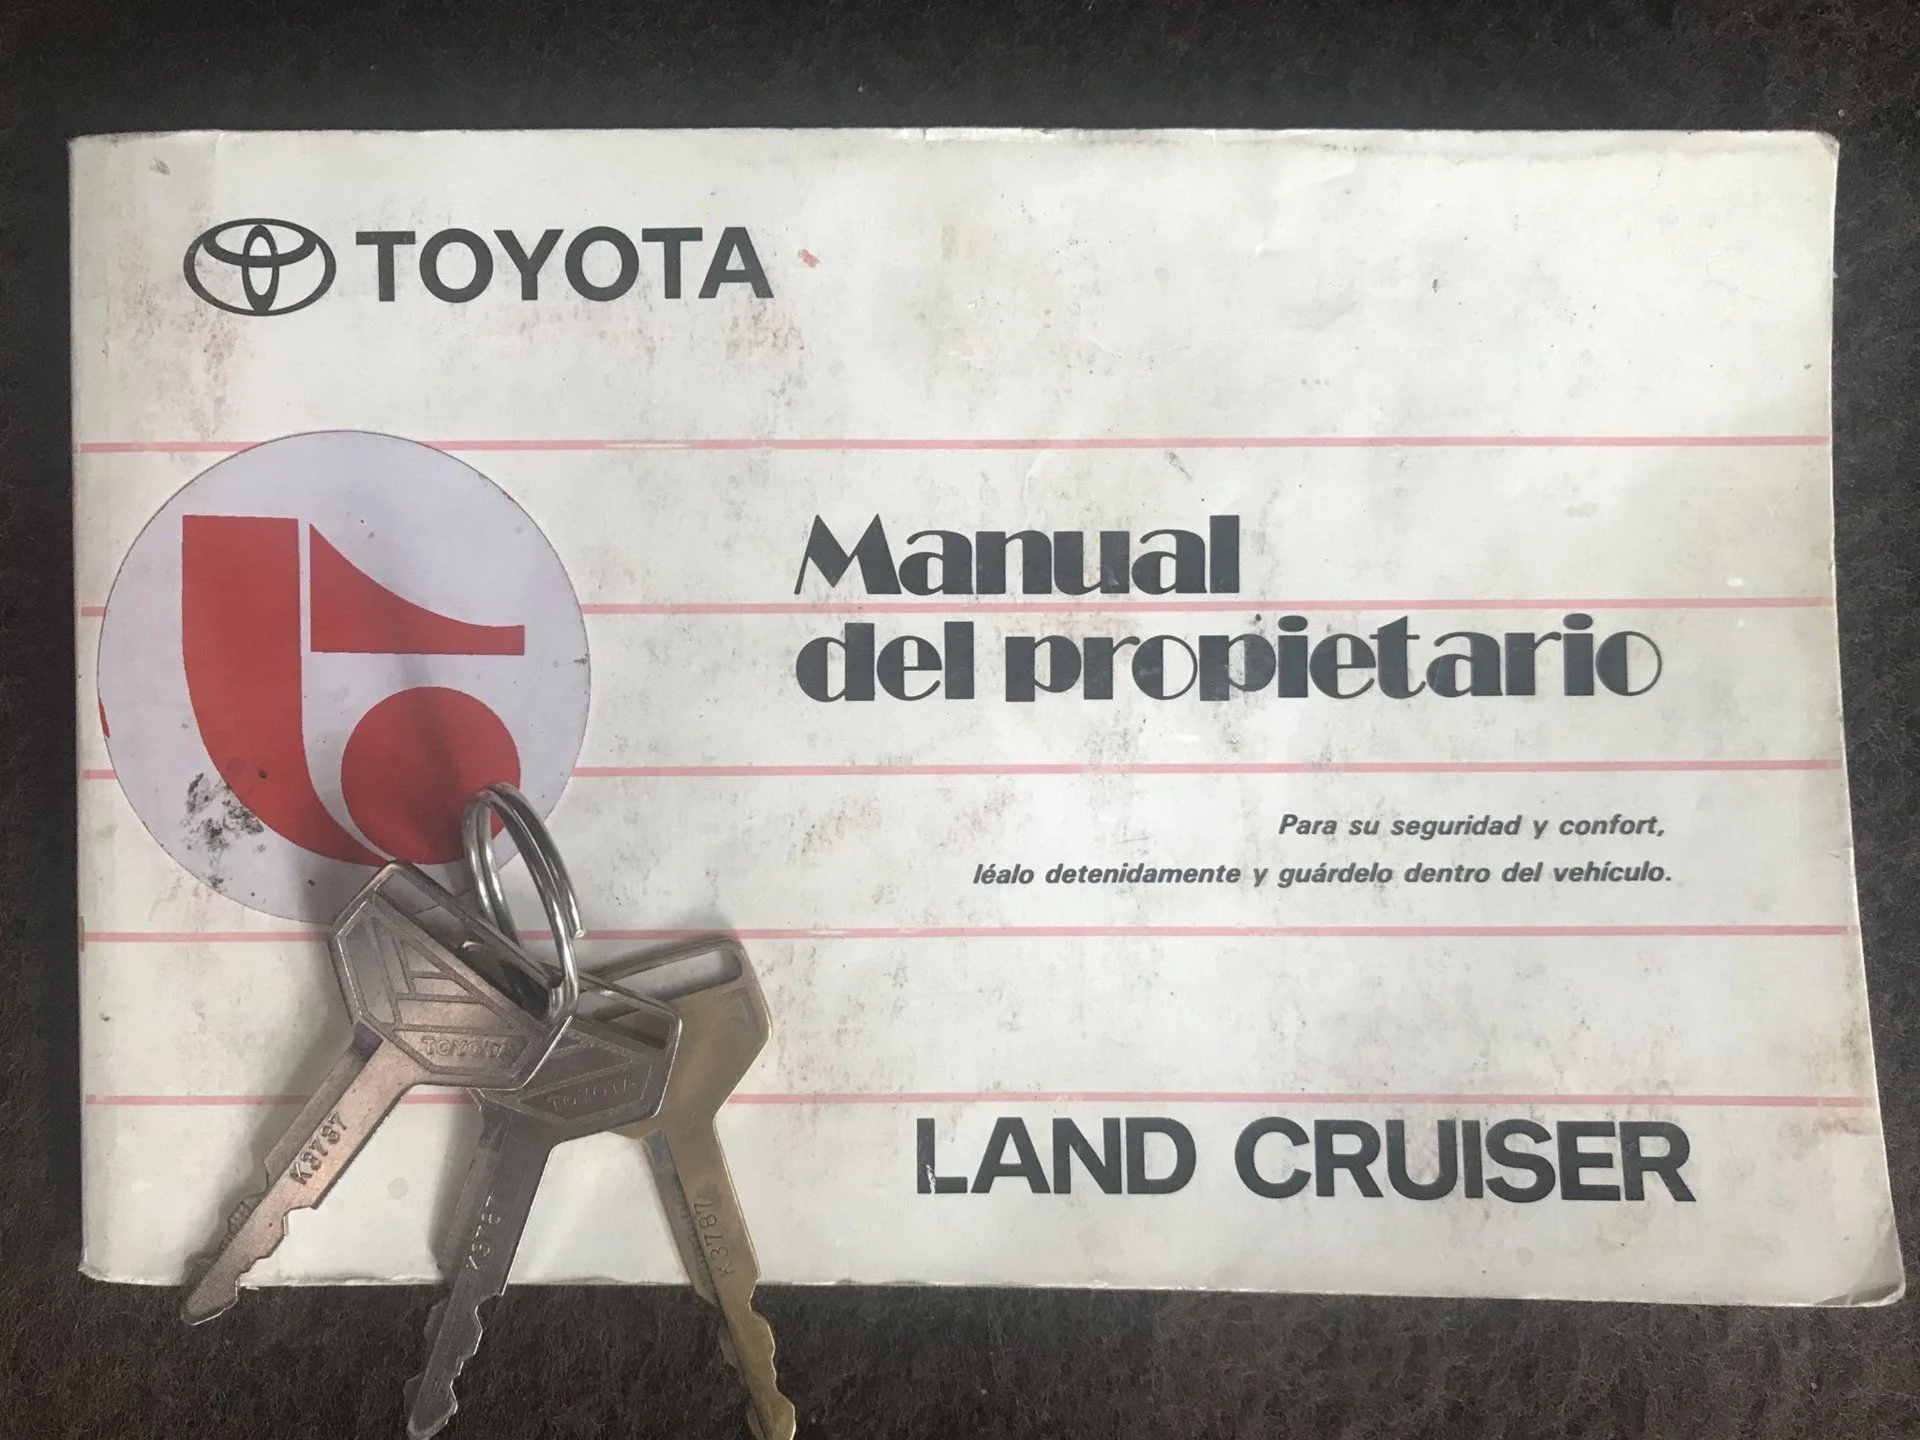 TOYOTA
Manual
del propietario
Para su seguridad y confort,
léalo detenidamente y guárdelo dentro del vehículo.
LAND CRUISER
TOYOTA
K3787
TOYOTA
K3787
K3787